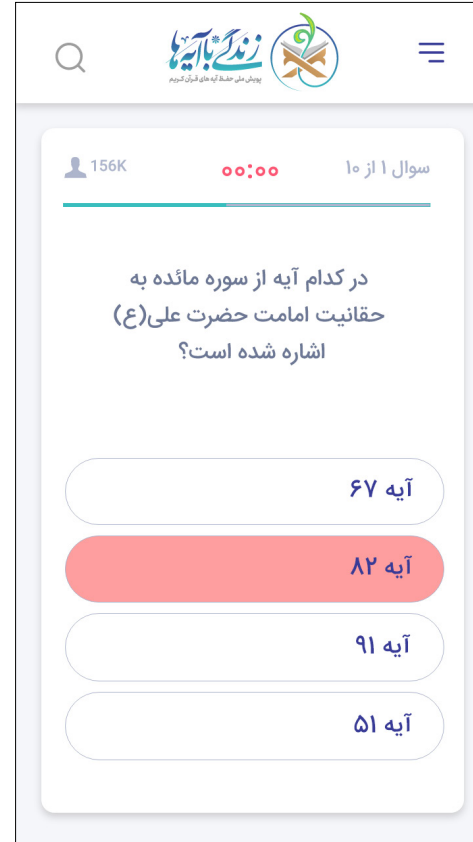 زندگی با آیه‌ها
پویش ملی حفظ آیه های قرآن کریم
سوال ۱ از ۱۰
۰۰:۰۰
156K
در کدام آیه از سوره مائده به
حقانیت امامت حضرت علی(ع)
اشاره شده است؟
آیه ۶۷
آیه ۸۲
آیه ۹۱
آیه ۵۱